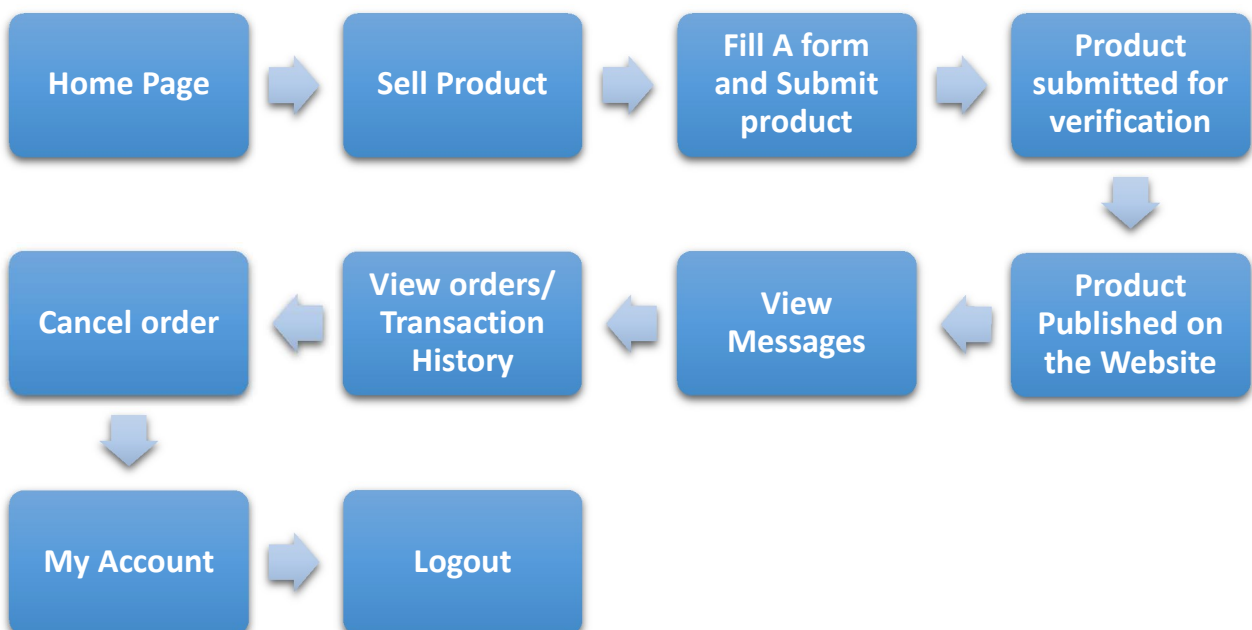 Home Page
Sell Product
Fill A form
and Submit
product
Product
submitted for
verification
Product
Published on
the Website
View
Messages
View orders/
Transaction
History
Cancel order
My Account
Logout